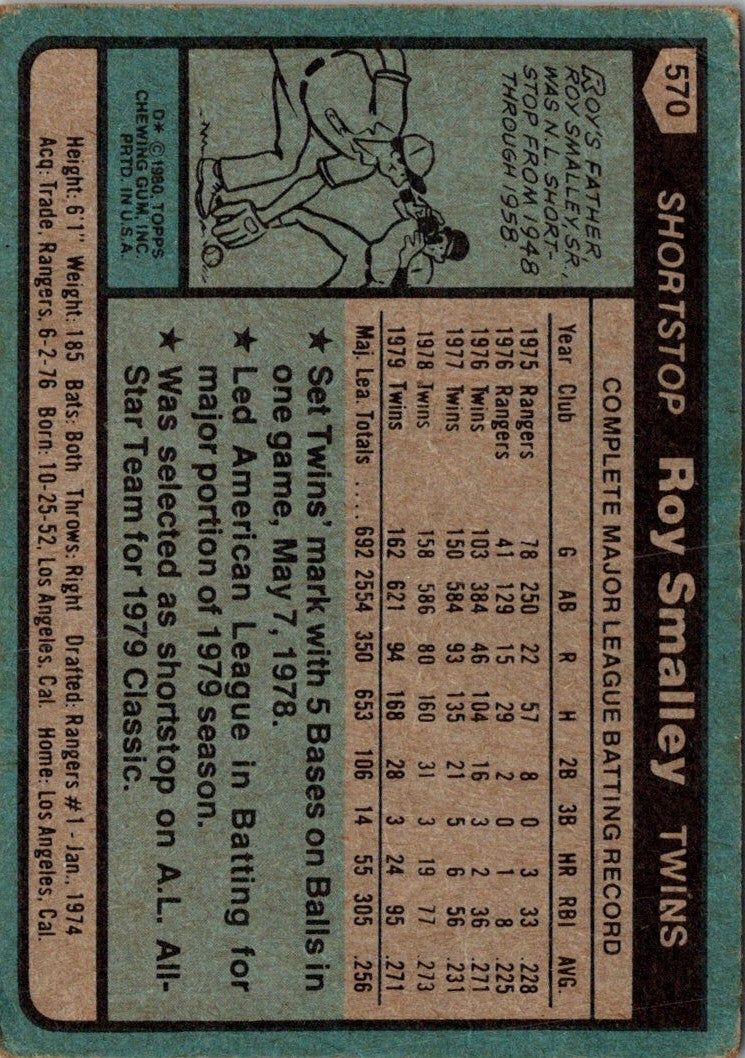 570
SHORTSTOP Roy Smalley TWINS
ROY'S FATHER,
ROY SMALLEY, SR.,
WAS N.L. SHORT-
STOP FROM 1948
THROUGH 1958.
D* © 1980 TOPPS
CHEWING GUM, INC.
PRTD. IN U.S.A.
COMPLETE MAJOR LEAGUE BATTING RECORD
Year Club G AB R H 2B 3B HR RBI AVG.
1975 Rangers 78 250 22 57 8 0 3 33 .228
1976 Rangers 41 129 15 29 2 0 1 8 .225
1976 Twins 103 384 46 104 16 3 2 36 .271
1977 Twins 150 584 93 135 21 5 6 56 .231
1978 Twins 158 586 80 160 31 3 19 77 .273
1979 Twins 162 621 94 168 28 3 24 95 .271
Maj. Lea. Totals .... 692 2554 350 653 106 14 55 305 .256
★ Set Twins' mark with 5 Bases on Balls in
one game, May 7, 1978.
★ Led American League in Batting for
major portion of 1979 season.
★ Was selected as shortstop on A.L. All-
Star Team for 1979 Classic.
Height: 6'1" Weight: 185 Bats: Both Throws: Right Drafted: Rangers #1 - Jan., 1974
Acq: Trade, Rangers, 6-2-76 Born: 10-25-52, Los Angeles, Cal. Home: Los Angeles, Cal.